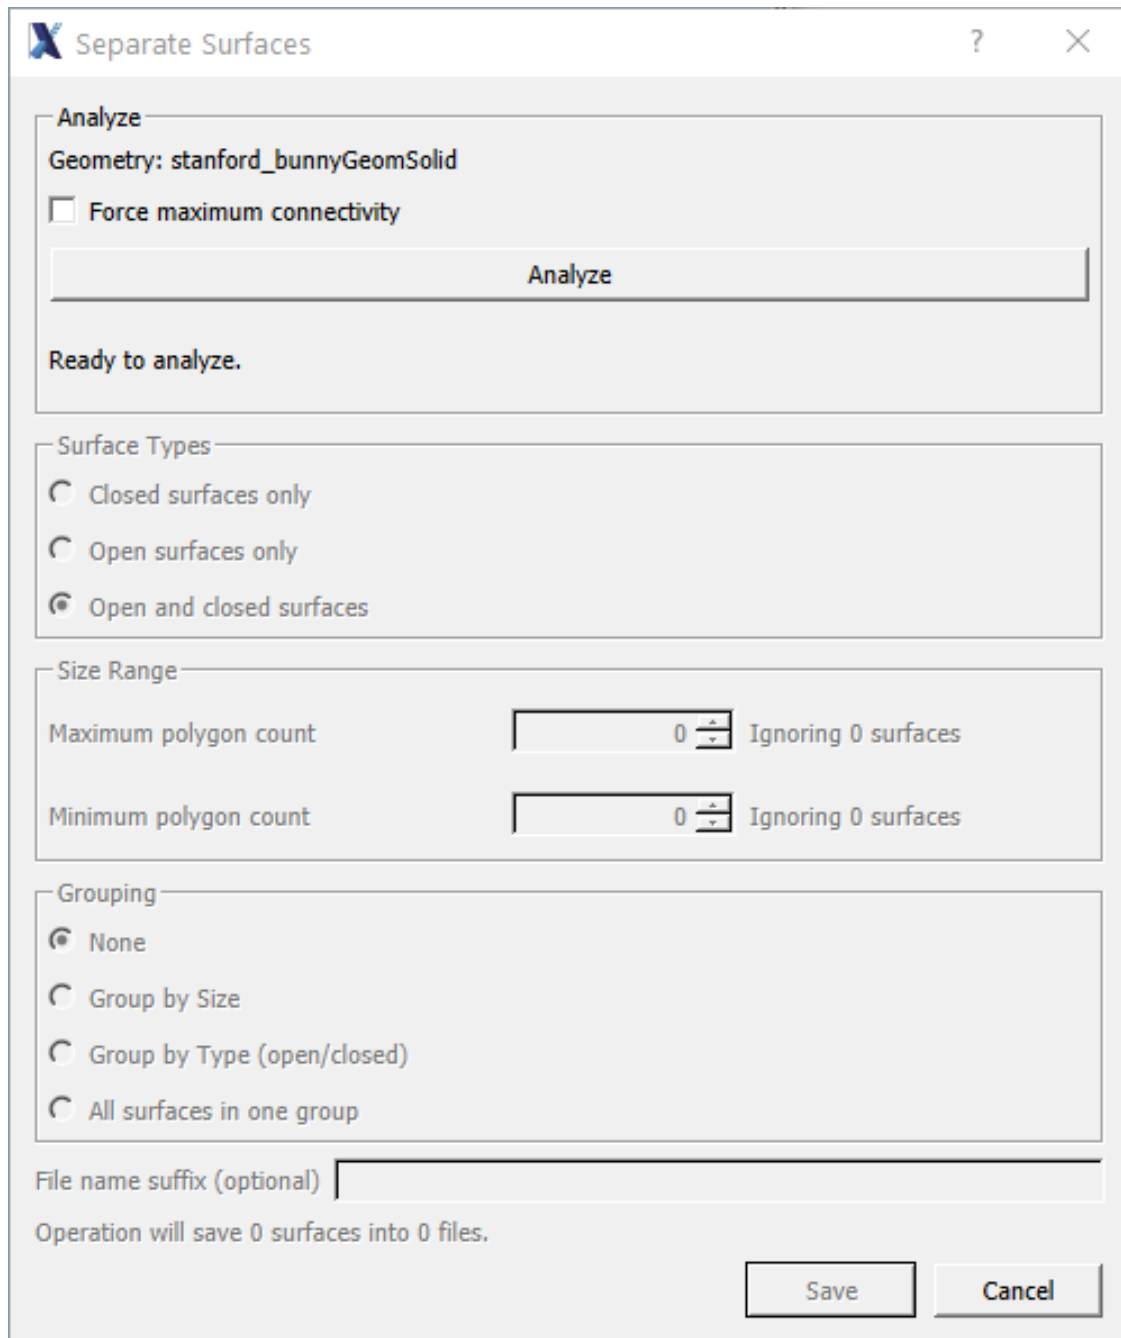 Separate Surfaces ?
Analyze
Geometry: stanford_bunnyGeomSolid
Force maximum connectivity
Analyze
Ready to analyze.
Surface Types
Closed surfaces only
Open surfaces only
Open and closed surfaces
Size Range
Maximum polygon count 0 Ignoring 0 surfaces
Minimum polygon count 0 Ignoring 0 surfaces
Grouping
None
Group by Size
Group by Type (open/closed)
All surfaces in one group
File name suffix (optional)
Operation will save 0 surfaces into 0 files.
Save Cancel